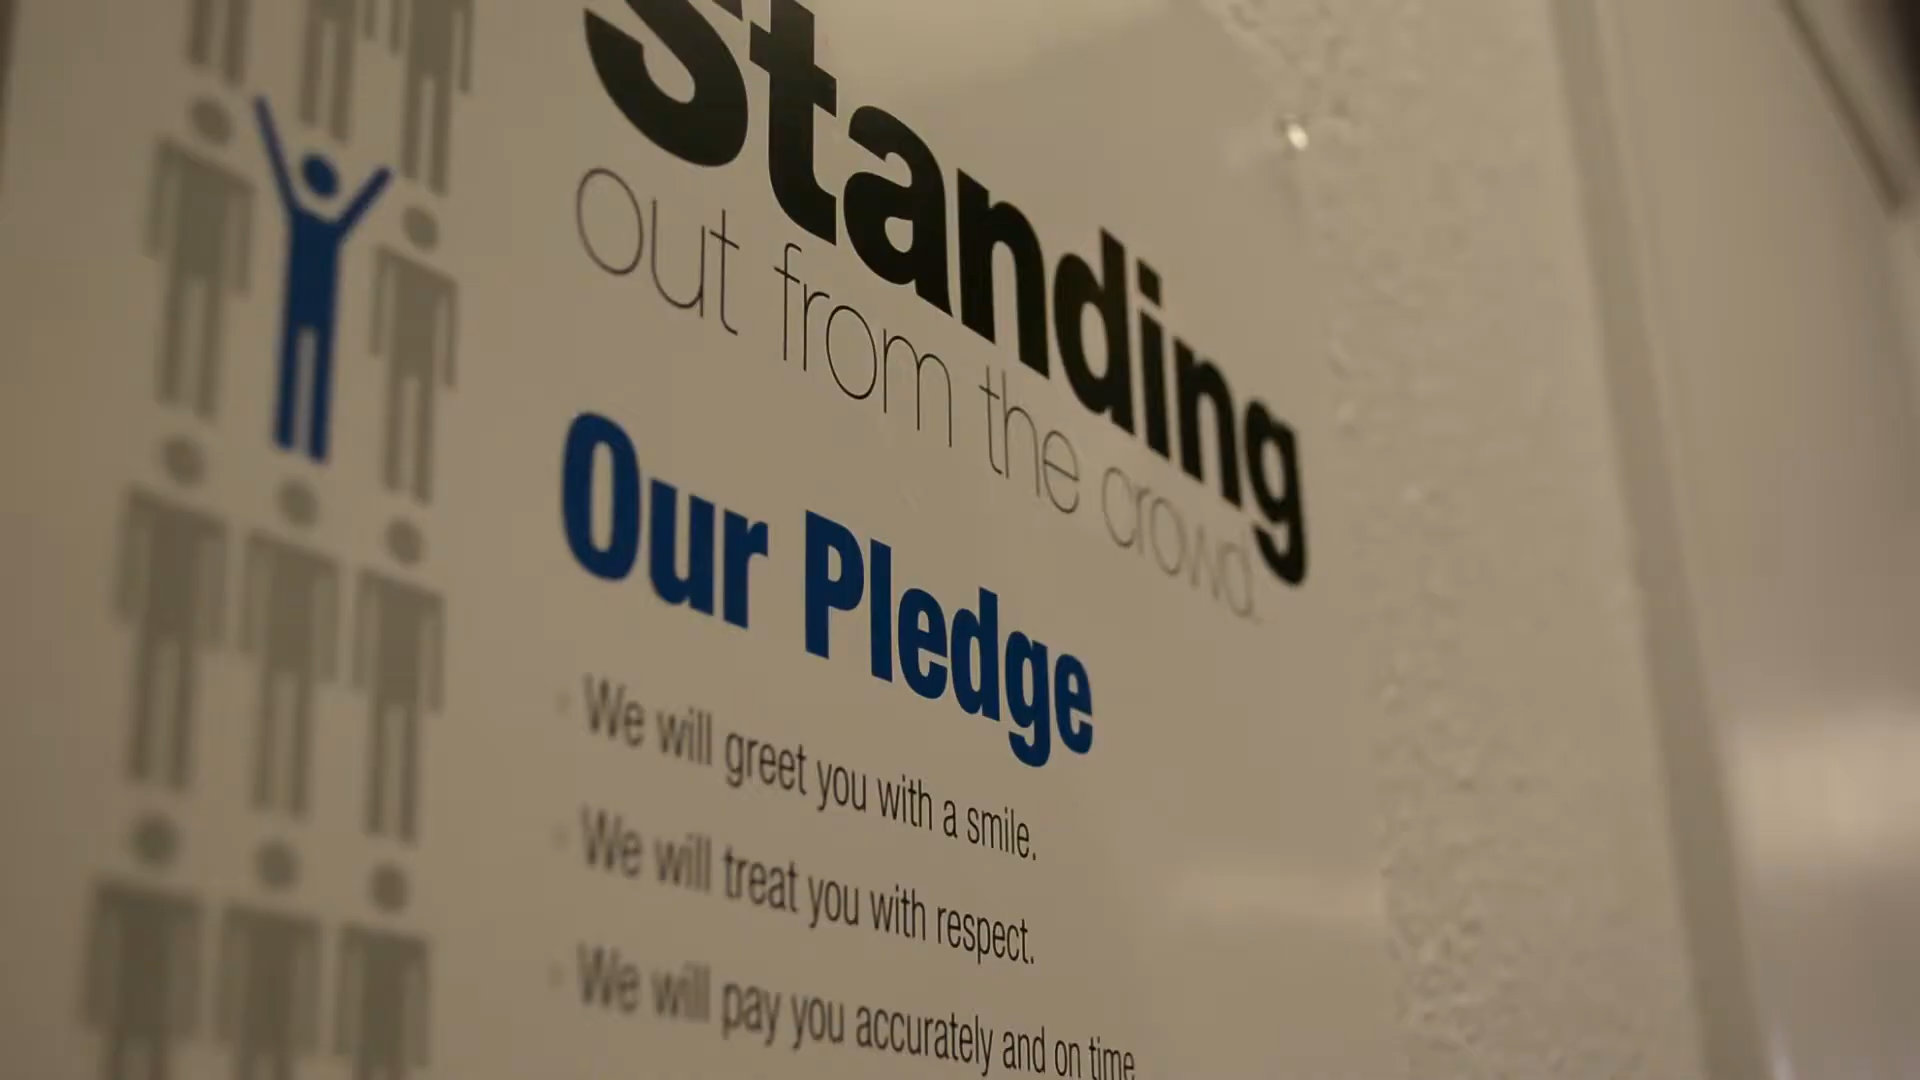 Standing
out from the crowd.
Our Pledge
We will greet you with a smile.
We will treat you with respect.
We will pay you accurately and on time